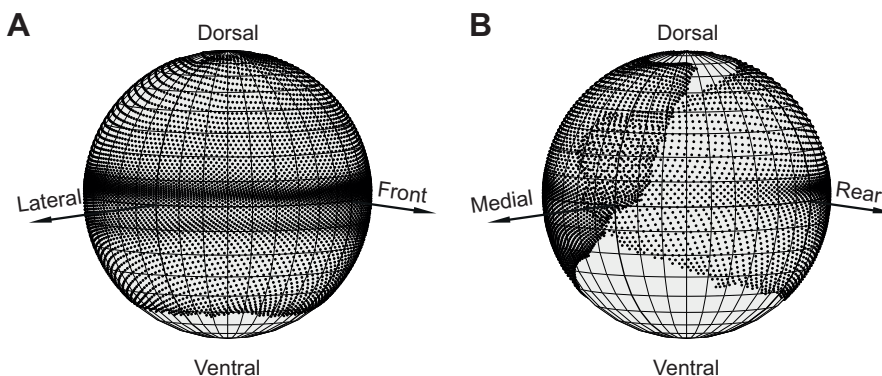 A
Dorsal
Lateral
Front
Ventral
B
Dorsal
Medial
Rear
Ventral